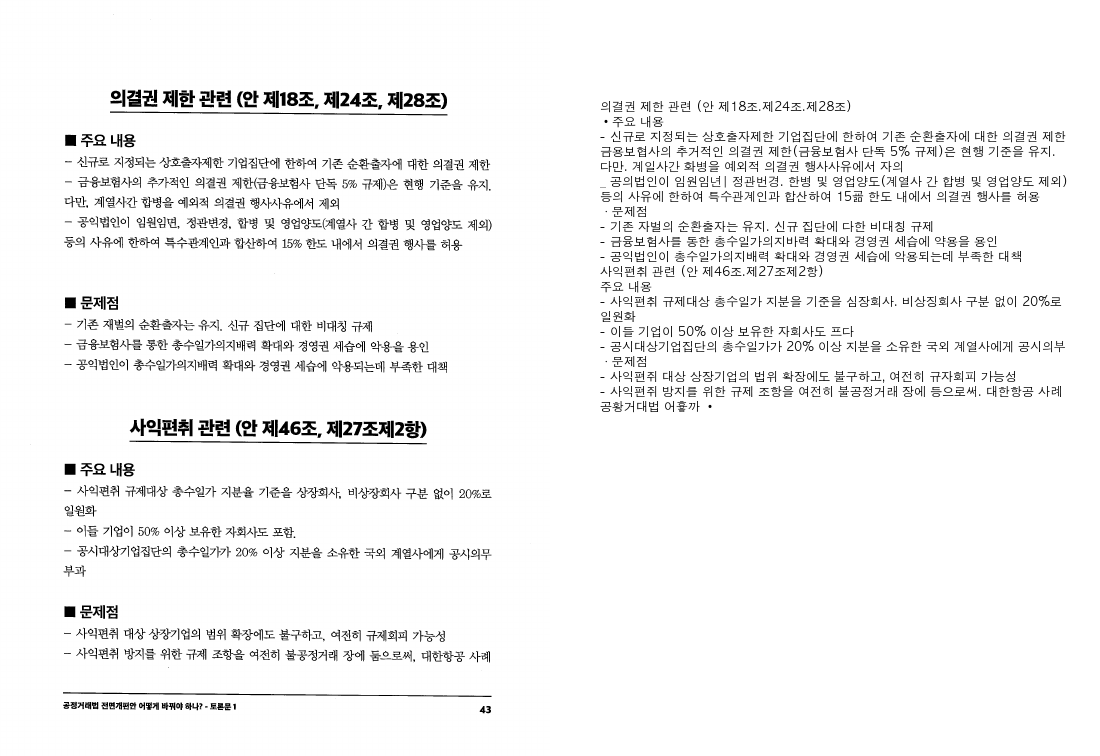 의결권 제한 관련 (안 제18조, 제24조, 제28조)
■ 주요 내용
- 신규로 지정되는 상호출자제한 기업집단에 한하여 기존 순환출자에 대한 의결권 제한
- 금융보험사의 추가적인 의결권 제한(금융보험사 단독 5% 규제)은 현행 기준을 유지.
다만, 계열사간 합병을 예외적 의결권 행사사유에서 제외
- 공익법인이 임원임면, 정관변경, 합병 및 영업양도(계열사 간 합병 및 영업양도 제외)
등의 사유에 한하여 특수관계인과 합산하여 15% 한도 내에서 의결권 행사를 허용
■ 문제점
- 기존 재벌의 순환출자는 유지. 신규 집단에 대한 비대칭 규제
- 금융보험사를 통한 총수일가의지배력 확대와 경영권 세습에 악용을 용인
- 공익법인이 총수일가의지배력 확대와 경영권 세습에 악용되는데 부족한 대책
사익편취 관련 (안 제46조, 제27조제2항)
■ 주요 내용
- 사익편취 규제대상 총수일가 지분율 기준을 상장회사, 비상장회사 구분 없이 20%로
일원화
- 이들 기업이 50% 이상 보유한 자회사도 포함.
- 공시대상기업집단의 총수일가가 20% 이상 지분을 소유한 국외 계열사에게 공시의무
부과
■ 문제점
- 사익편취 대상 상장기업의 범위 확장에도 불구하고, 여전히 규제회피 가능성
- 사익편취 방지를 위한 규제 조항을 여전히 불공정거래 장에 둠으로써, 대한항공 사례
공정거래법 전면개편안 어떻게 바꿔야 하나? - 토론문 1
43
의결권 제한 관련 (안 제18조.제24조.제28조)
• 주요 내용
- 신규로 지정되는 상호출자제한 기업집단에 한하여 기존 순환출자에 대한 의결권 제한
금융보협사의 추거적인 의결권 제한(금융보험사 단독 5% 규제)은 현행 기준을 유지.
다만. 계일사간 화병을 예외적 의결권 행사사유에서 자의
_ 공의법인이 임원임년| 정관번경. 한병 및 영업양도(계열사 간 합병 및 영업양도 제외)
등의 사유에 한하여 특수관계인과 합산하여 15곪 한도 내에서 의결권 행사를 허용
· 문제점
- 기존 자벌의 순환출자는 유지. 신규 집단에 다한 비대칭 규제
- 금융보험사를 통한 총수일가의지바력 확대와 경영권 세습에 약용을 용인
- 공익법인이 총수일가의지배력 확대와 경영권 세습에 악용되는데 부족한 대책
사익편취 관련 (안 제46조.제27조제2항)
주요 내용
- 사익편취 규제대상 총수일가 지분을 기준을 심장회사. 비상징회사 구분 없이 20%로
일원화
- 이들 기업이 50% 이상 보유한 자회사도 프다
- 공시대상기업집단의 총수일가가 20% 이상 지분을 소유한 국외 계열사에게 공시의부
· 문제점
- 사익편쥐 대상 상장기업의 범위 확장에도 불구하고, 여전히 규자회피 가능성
- 사익편취 방지를 위한 규제 조항을 여전히 불공정거래 장에 등으로써. 대한항공 사례
공황거대법 어흫까 •